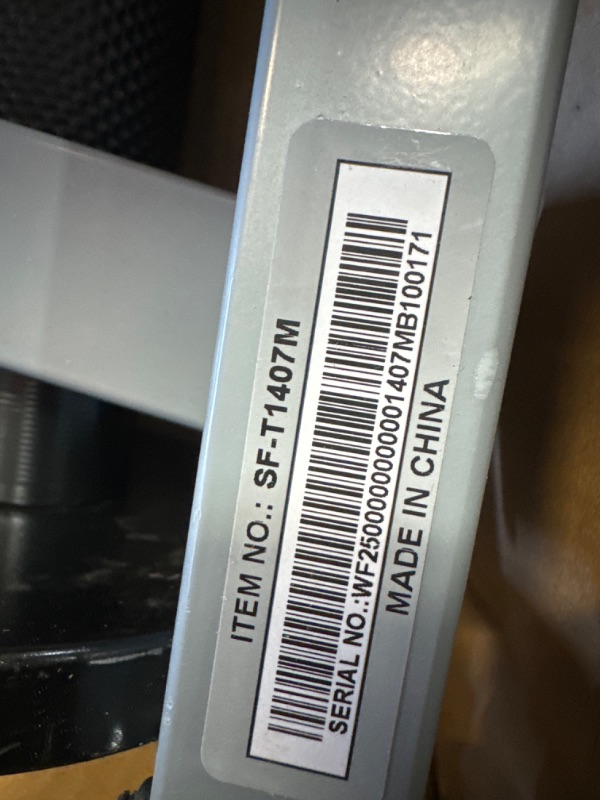 ITEM NO.: SF-T1407M
SERIAL NO.:WF25000000000001407MB100171
MADE IN CHINA